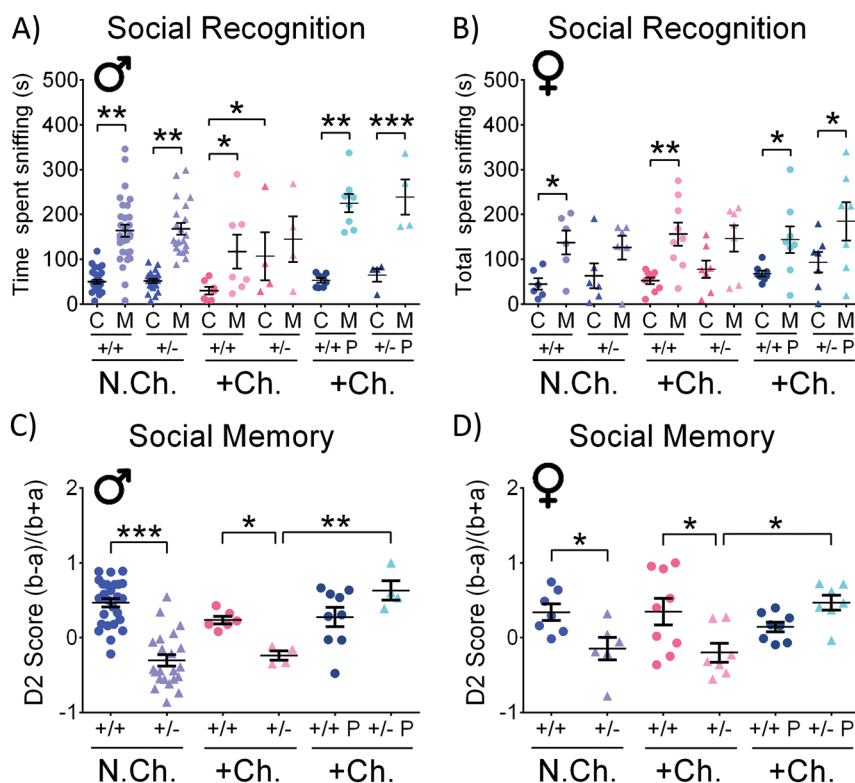 A) Social Recognition
♂
Time spent sniffing (s)
500
400
300
200
100
0
** ** * * ** ***
C M C M C M C M C M C M
+/+ +/- +/+ +/- +/+ P +/- P
N.Ch. +Ch. +Ch.
B) Social Recognition
♀
Total spent sniffing (s)
500
400
300
200
100
0
* ** * *
C M C M C M C M C M C M
+/+ +/- +/+ +/- +/+ P +/- P
N.Ch. +Ch. +Ch.
C) Social Memory
♂
D2 Score (b-a)/(b+a)
2
1
0
-1
*** * **
+/+ +/- +/+ +/- +/+ P +/- P
N.Ch. +Ch. +Ch.
D) Social Memory
♀
D2 Score (b-a)/(b+a)
2
1
0
-1
* * *
+/+ +/- +/+ +/- +/+ P +/- P
N.Ch. +Ch. +Ch.